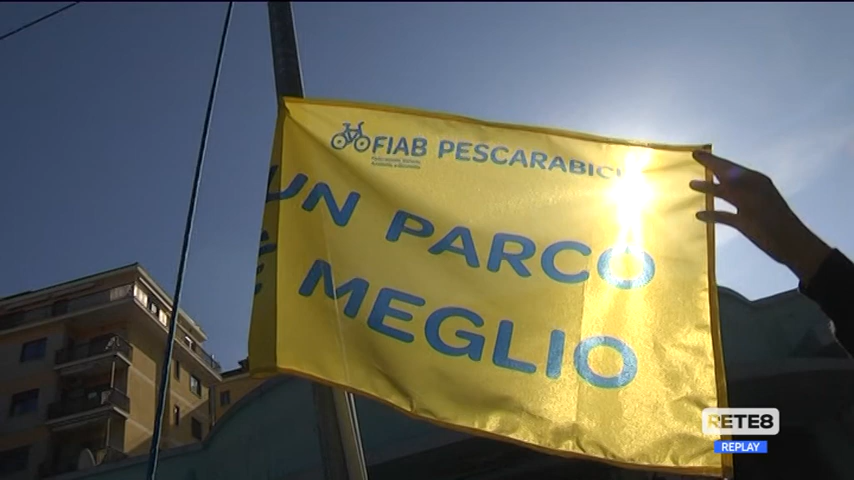 FIAB PESCARABICI
UN PARCO
È MEGLIO
RETE8
REPLAY